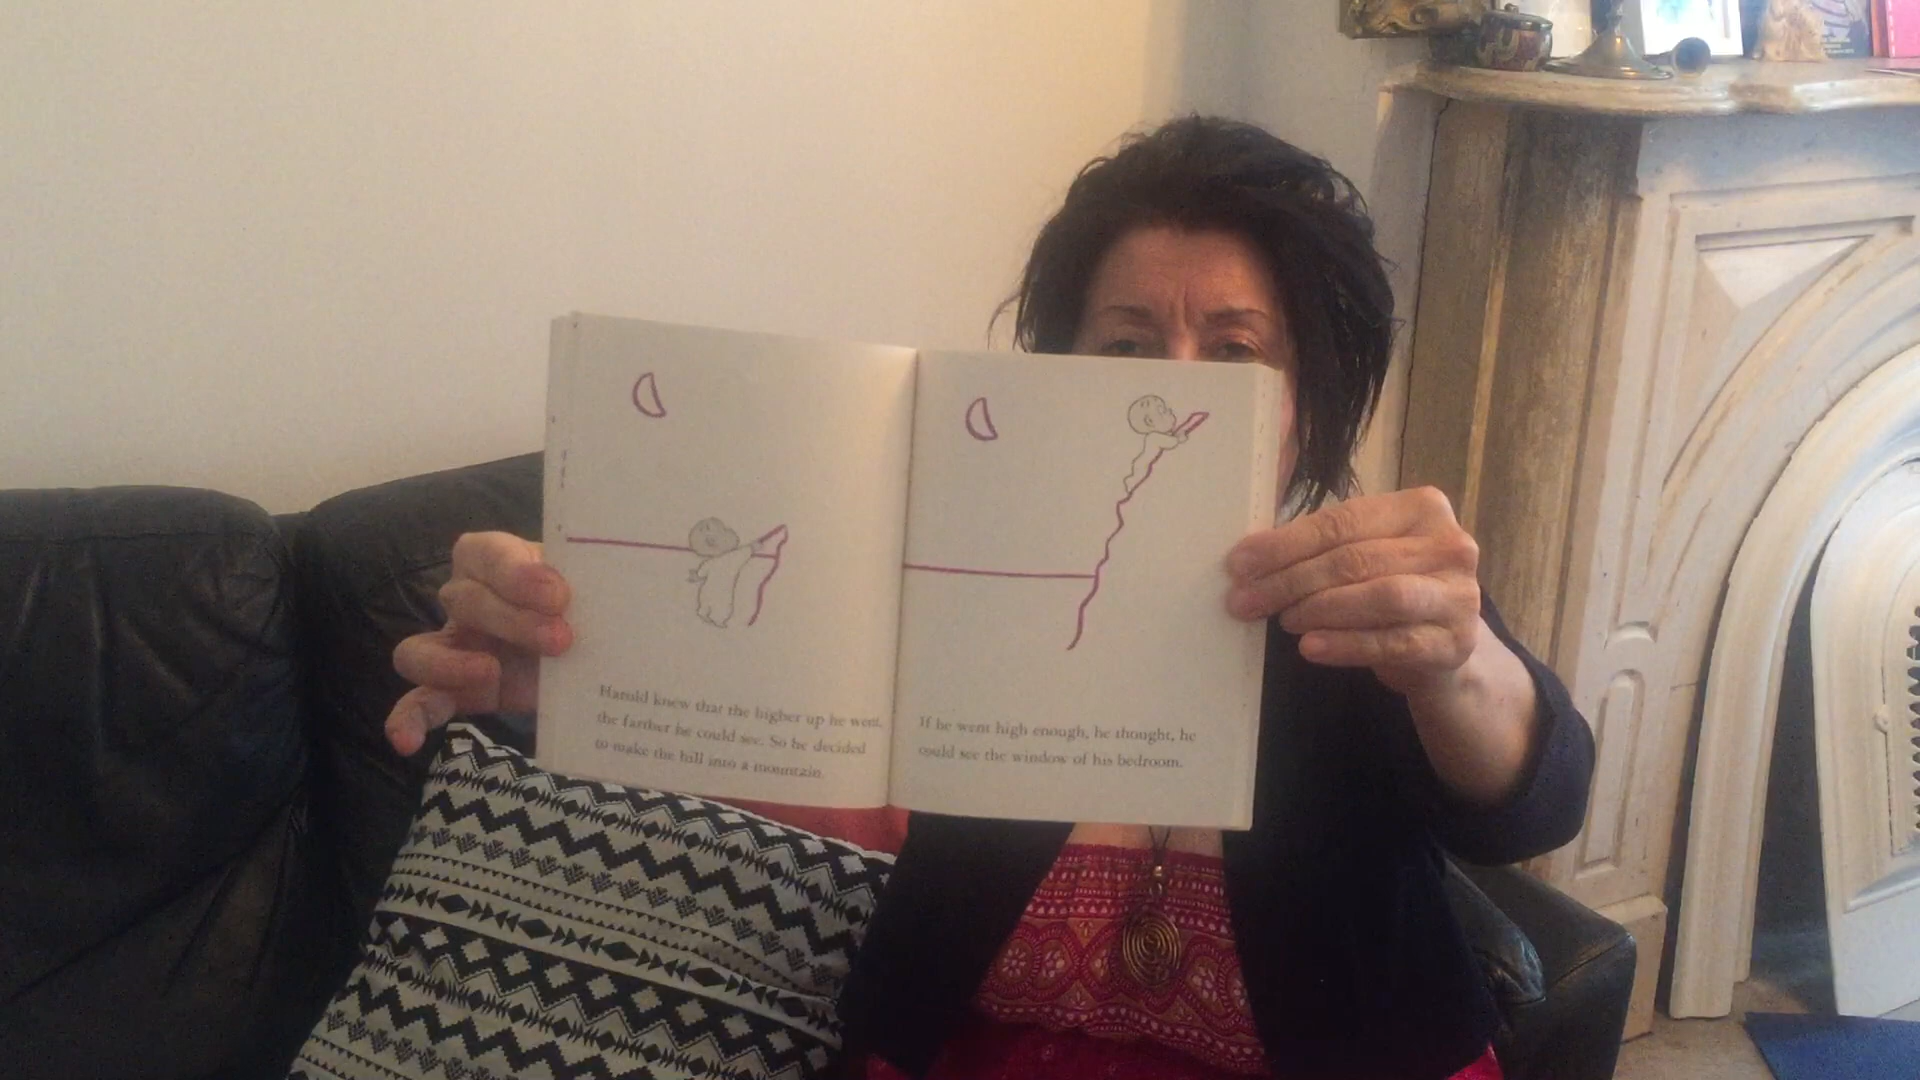 Harold knew that the higher up he went,
the farther he could see. So he decided
to make the hill into a mountain.
If he went high enough, he thought, he
could see the window of his bedroom.